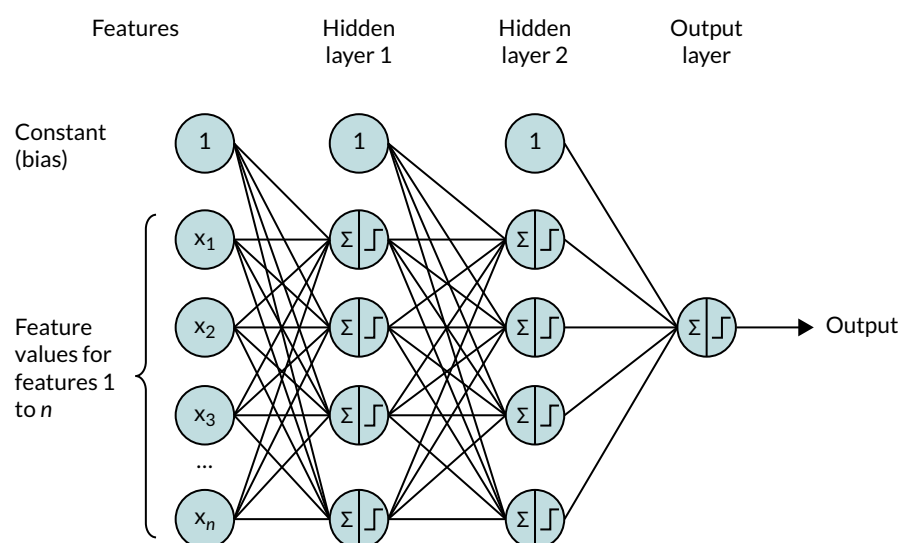 Features
Hidden
layer 1
Hidden
layer 2
Output
layer
Constant
(bias)
1
1
1
x1
Σ
Σ
x2
Σ
Σ
Σ
Output
Feature
values for
features 1
to n
x3
Σ
Σ
...
xn
Σ
Σ